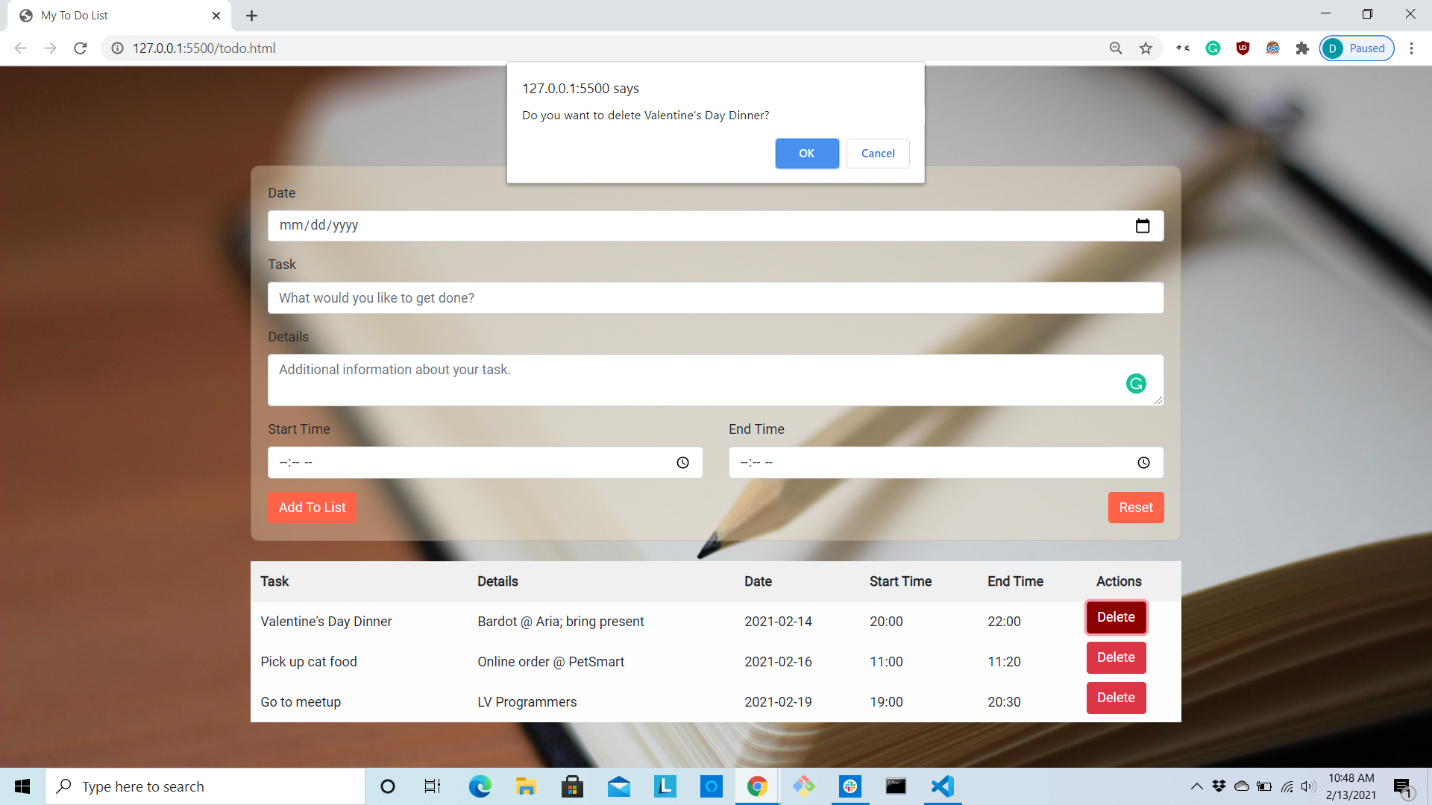 My To Do List
127.0.0.1:5500/todo.html
D Paused
127.0.0.1:5500 says
Do you want to delete Valentine's Day Dinner?
OK Cancel
Date
mm/dd/yyyy
Task
What would you like to get done?
Details
Additional information about your task.
Start Time End Time
--:-- -- --:-- --
Add To List Reset
Task Details Date Start Time End Time Actions
Valentine's Day Dinner Bardot @ Aria; bring present 2021-02-14 20:00 22:00 Delete
Pick up cat food Online order @ PetSmart 2021-02-16 11:00 11:20 Delete
Go to meetup LV Programmers 2021-02-19 19:00 20:30 Delete
Type here to search
L
10:48 AM
2/13/2021
1